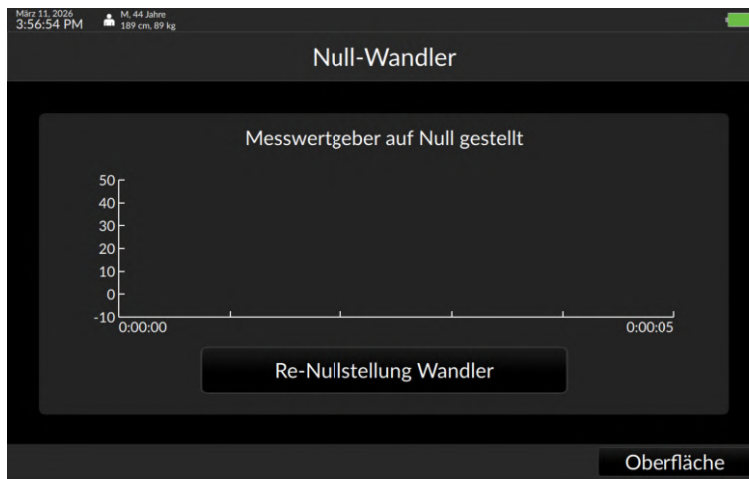 März 11, 2026
3:56:54 PM
M, 44 Jahre
189 cm, 89 kg
Null-Wandler
Messwertgeber auf Null gestellt
50
40
30
20
10
0
-10
0:00:00
0:00:05
Re-Nullstellung Wandler
Oberfläche